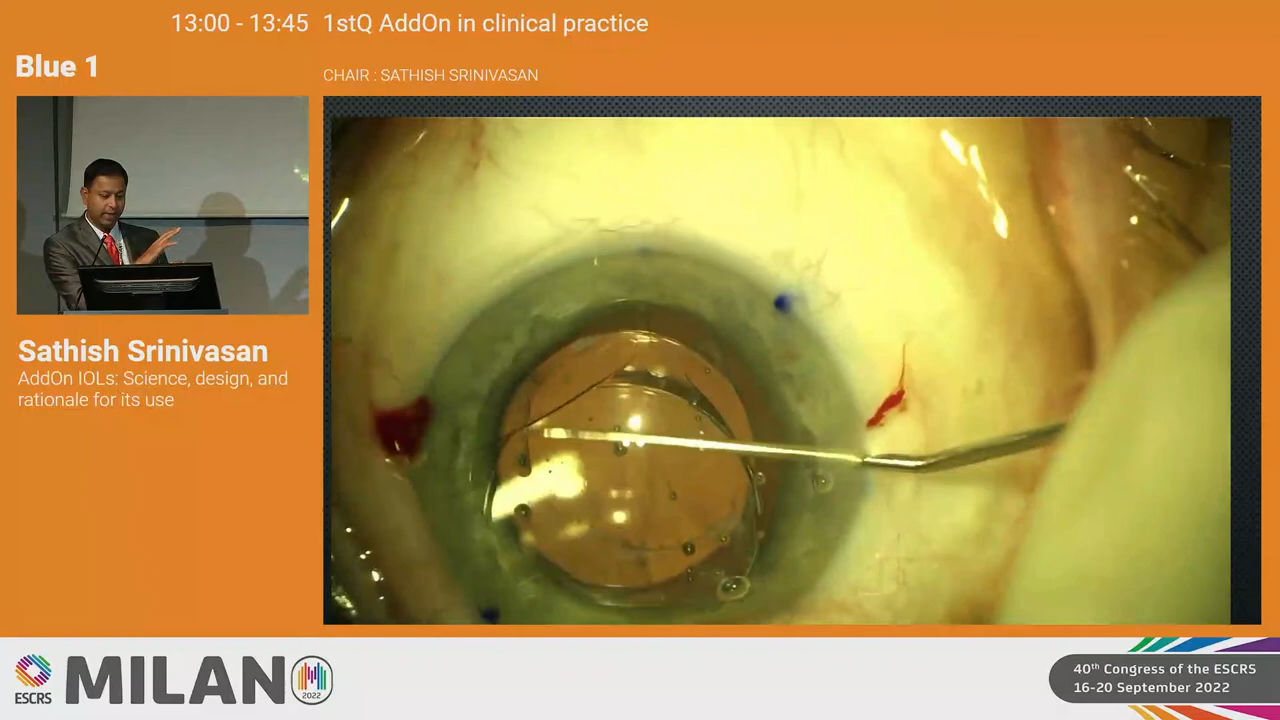 13:00 - 13:45 1stQ AddOn in clinical practice
Blue 1
CHAIR : SATHISH SRINIVASAN
Sathish Srinivasan
AddOn IOLs: Science, design, and
rationale for its use
ESCRS
MILANO
2022
40th Congress of the ESCRS
16-20 September 2022